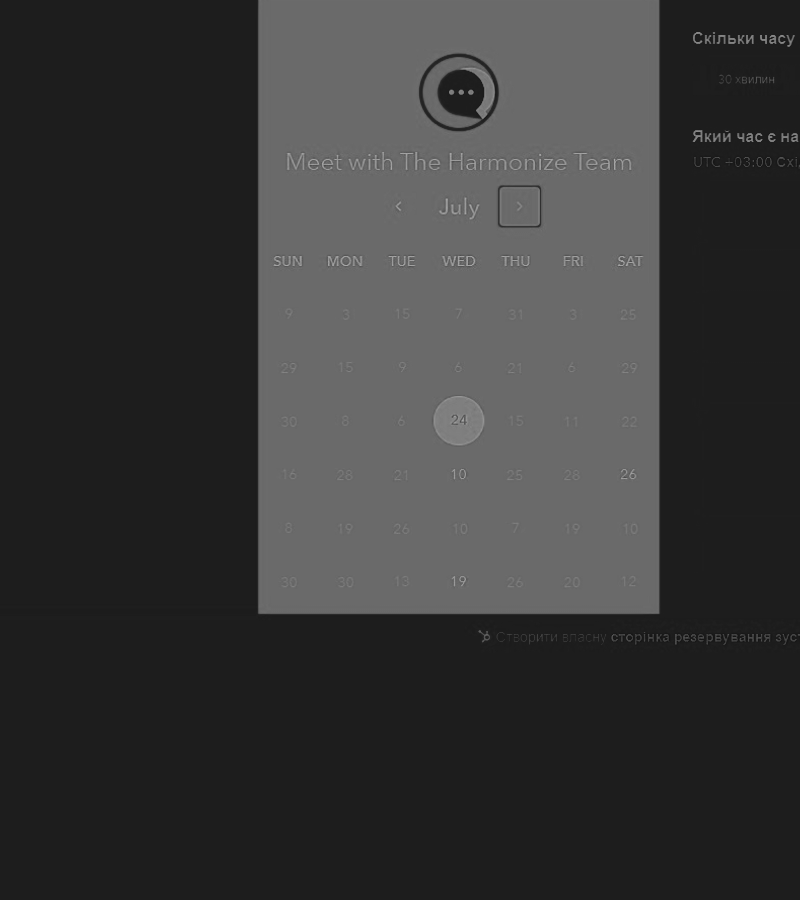 Скільки часу
30 хвилин
Який час є на
UTC +03:00 Схі
Meet with The Harmonize Team
July
SUN MON TUE WED THU FRI SAT
9 3 15 7 31 3 25
29 15 9 6 21 6 29
30 8 6 24 15 11 22
16 28 21 10 25 28 26
8 19 26 10 7 19 10
30 30 13 19 26 20 12
Створити власну сторінка резервування зуст